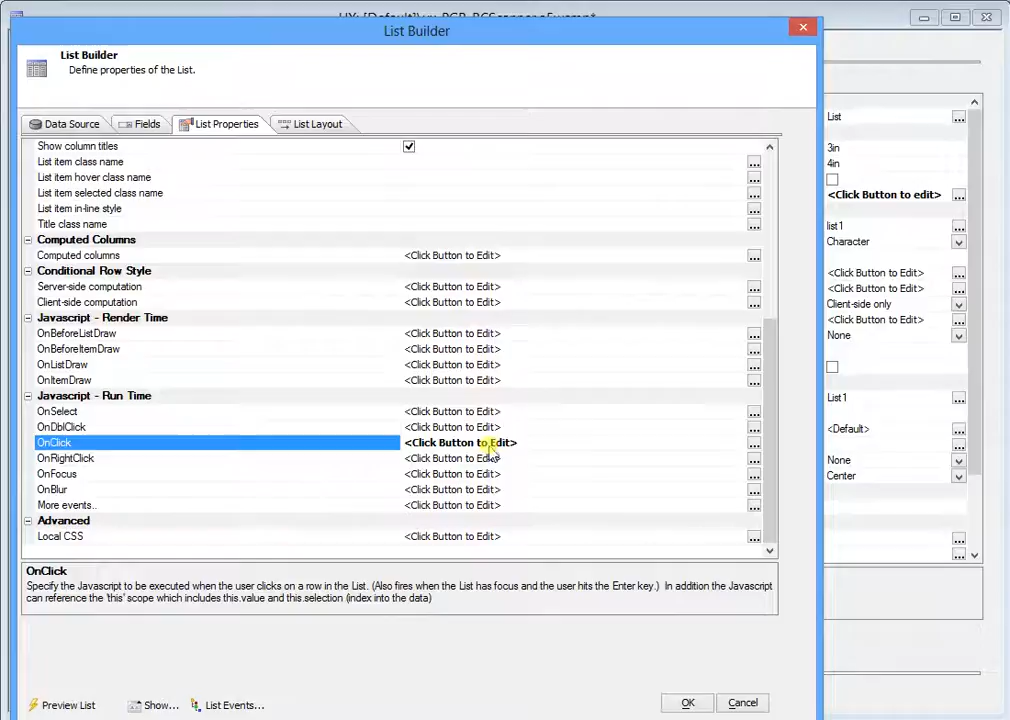 List Builder
List Builder
Define properties of the List.
Data Source
Fields
List Properties
List Layout
Show column titles
List item class name
List item hover class name
List item selected class name
List item in-line style
Title class name
Computed Columns
Computed columns <Click Button to Edit>
Conditional Row Style
Server-side computation <Click Button to Edit>
Client-side computation <Click Button to Edit>
Javascript - Render Time
OnBeforeListDraw <Click Button to Edit>
OnBeforeItemDraw <Click Button to Edit>
OnListDraw <Click Button to Edit>
OnItemDraw <Click Button to Edit>
Javascript - Run Time
OnSelect <Click Button to Edit>
OnDblClick <Click Button to Edit>
OnClick <Click Button to Edit>
OnRightClick <Click Button to Edit>
OnFocus <Click Button to Edit>
OnBlur <Click Button to Edit>
More events.. <Click Button to Edit>
Advanced
Local CSS <Click Button to Edit>
OnClick
Specify the Javascript to be executed when the user clicks on a row in the List. (Also fires when the List has focus and the user hits the Enter key.) In addition the Javascript
can reference the 'this' scope which includes this.value and this.selection (index into the data)
Preview List
Show...
List Events...
OK
Cancel
List
3in
4in
<Click Button to edit>
list1
Character
<Click Button to Edit>
<Click Button to Edit>
Client-side only
<Click Button to Edit>
None
List1
<Default>
None
Center